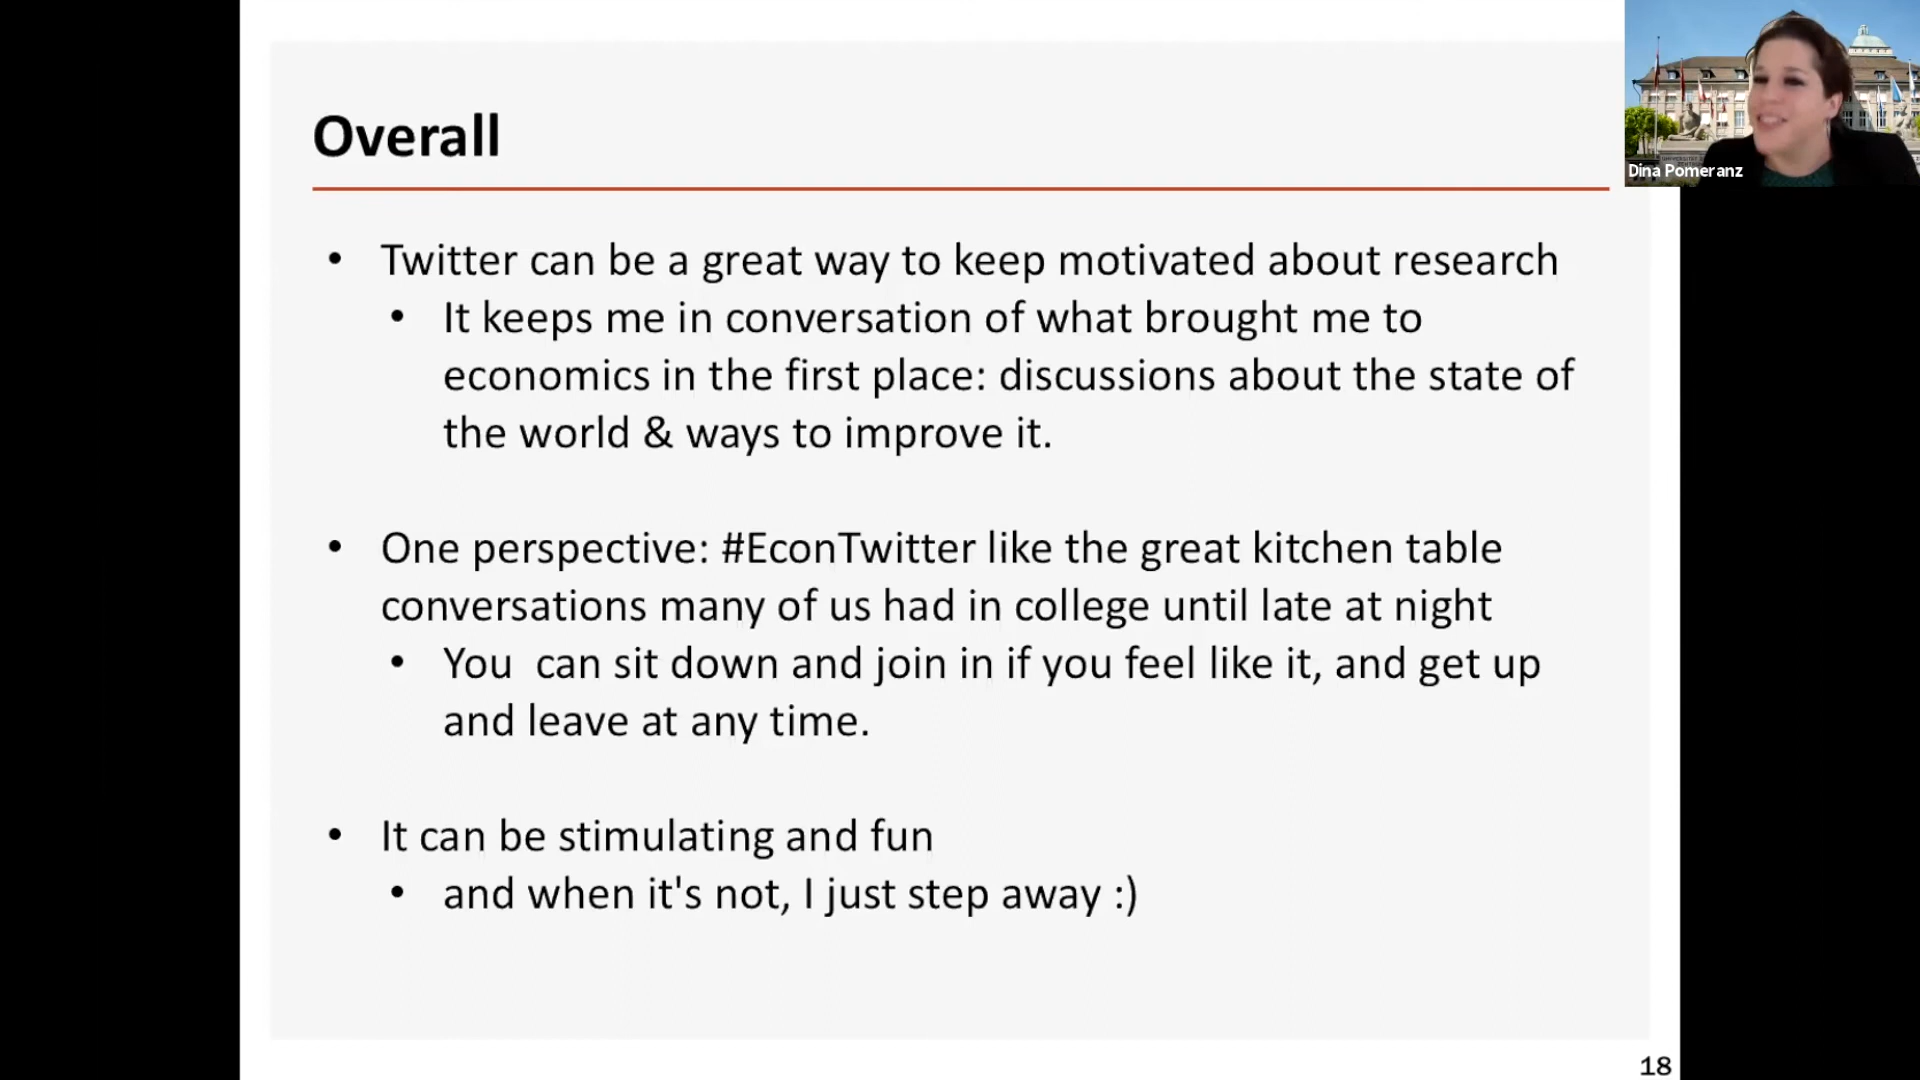 Overall
Dina Pomeranz
• Twitter can be a great way to keep motivated about research
• It keeps me in conversation of what brought me to
economics in the first place: discussions about the state of
the world & ways to improve it.
• One perspective: #EconTwitter like the great kitchen table
conversations many of us had in college until late at night
• You  can sit down and join in if you feel like it, and get up
and leave at any time.
• It can be stimulating and fun
• and when it's not, I just step away :)
18